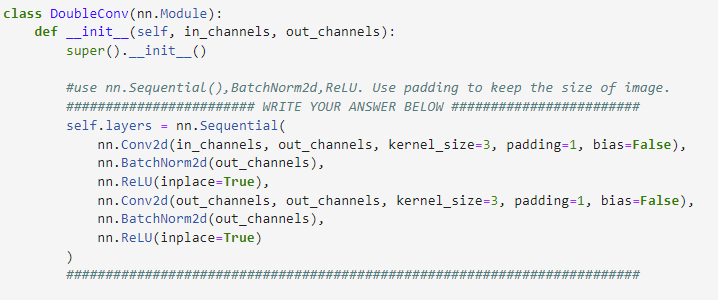 class DoubleConv(nn.Module):
    def __init__(self, in_channels, out_channels):
        super().__init__()

        #use nn.Sequential(),BatchNorm2d,ReLU. Use padding to keep the size of image.
        ######################## WRITE YOUR ANSWER BELOW ########################
        self.layers = nn.Sequential(
            nn.Conv2d(in_channels, out_channels, kernel_size=3, padding=1, bias=False),
            nn.BatchNorm2d(out_channels),
            nn.ReLU(inplace=True),
            nn.Conv2d(out_channels, out_channels, kernel_size=3, padding=1, bias=False),
            nn.BatchNorm2d(out_channels),
            nn.ReLU(inplace=True)
        )
        #########################################################################